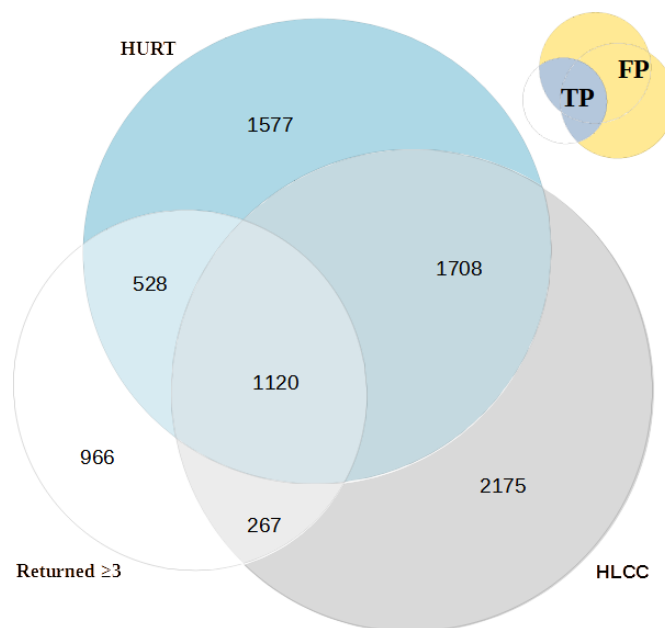 HURT
FP
TP
1577
528
1708
1120
966
2175
267
Returned ≥3
HLCC